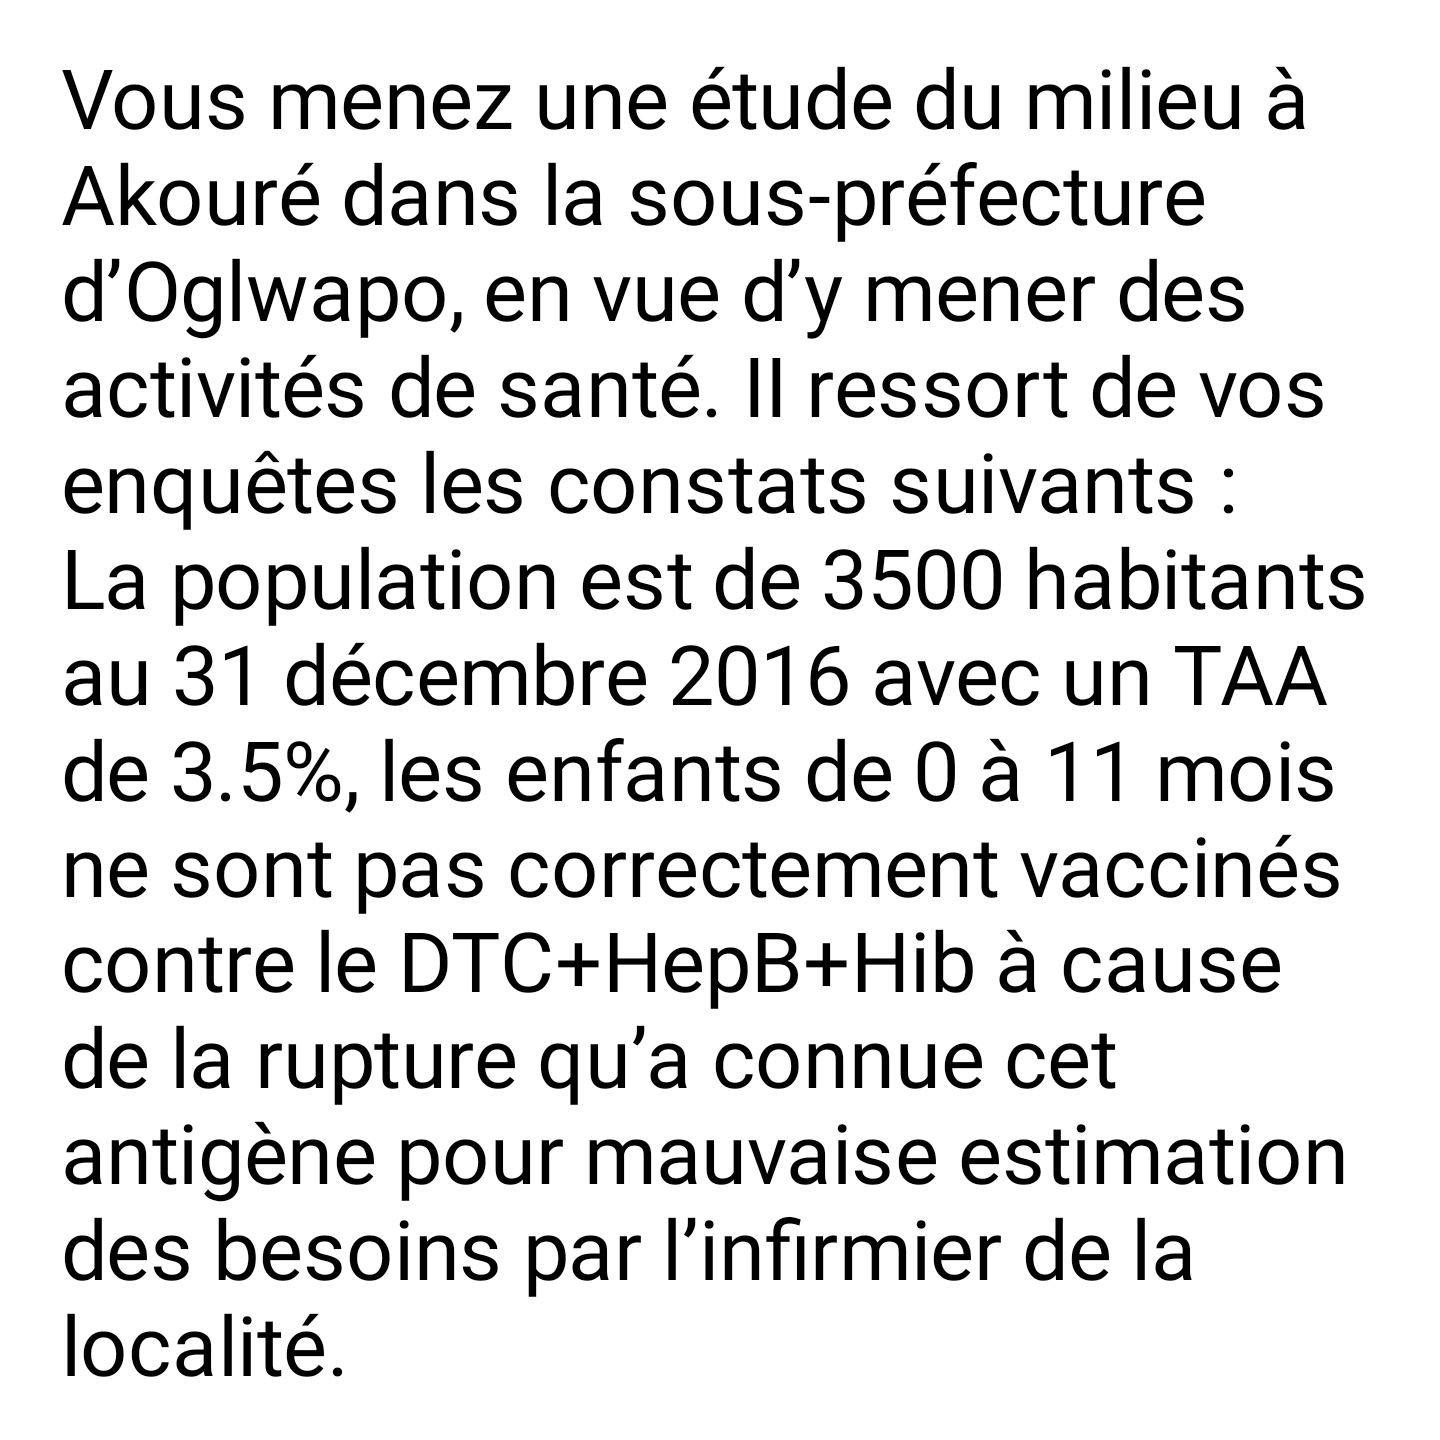 Vous menez une étude du milieu à
Akouré dans la sous-préfecture
d’Oglwapo, en vue d’y mener des
activités de santé. II ressort de vos
enquêtes les constats suivants :
La population est de 3500 habitants
au 31 décembre 2016 avec un TAA
de 3.5%, les enfants de 0 à 11 mois
ne sont pas correctement vaccinés
contre le DTC+HepB+Hib à cause
de la rupture qu’a connue cet
antigène pour mauvaise estimation
des besoins par l’infirmier de la
localité.